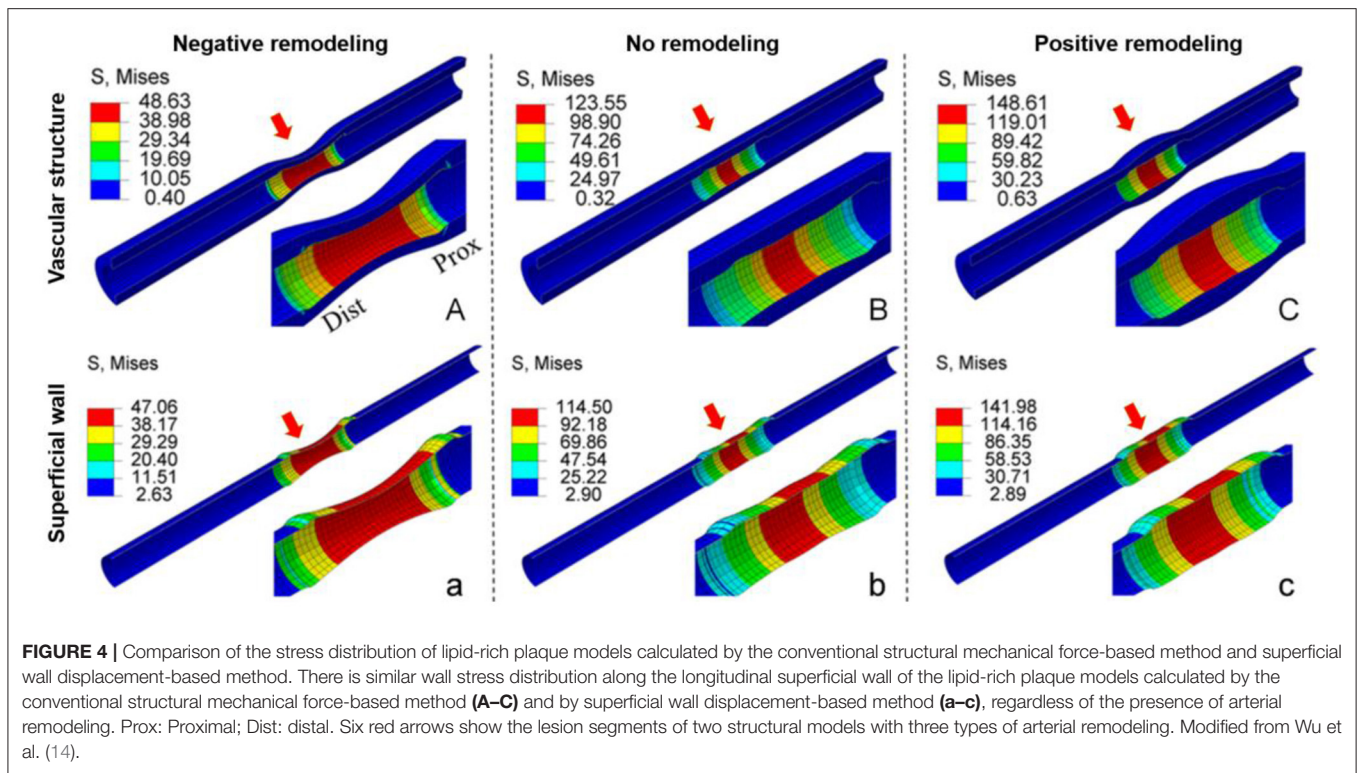 Negative remodeling
No remodeling
Positive remodeling
Vascular structure
S, Mises
48.63
38.98
29.34
19.69
10.05
0.40
Prox
Dist
A
S, Mises
123.55
98.90
74.26
49.61
24.97
0.32
B
S, Mises
148.61
119.01
89.42
59.82
30.23
0.63
C
Superficial wall
S, Mises
47.06
38.17
29.29
20.40
11.51
2.63
a
S, Mises
114.50
92.18
69.86
47.54
25.22
2.90
b
S, Mises
141.98
114.16
86.35
58.53
30.71
2.89
c
FIGURE 4 | Comparison of the stress distribution of lipid-rich plaque models calculated by the conventional structural mechanical force-based method and superficial
wall displacement-based method. There is similar wall stress distribution along the longitudinal superficial wall of the lipid-rich plaque models calculated by the
conventional structural mechanical force-based method (A–C) and by superficial wall displacement-based method (a–c), regardless of the presence of arterial
remodeling. Prox: Proximal; Dist: distal. Six red arrows show the lesion segments of two structural models with three types of arterial remodeling. Modified from Wu
et al. (14).